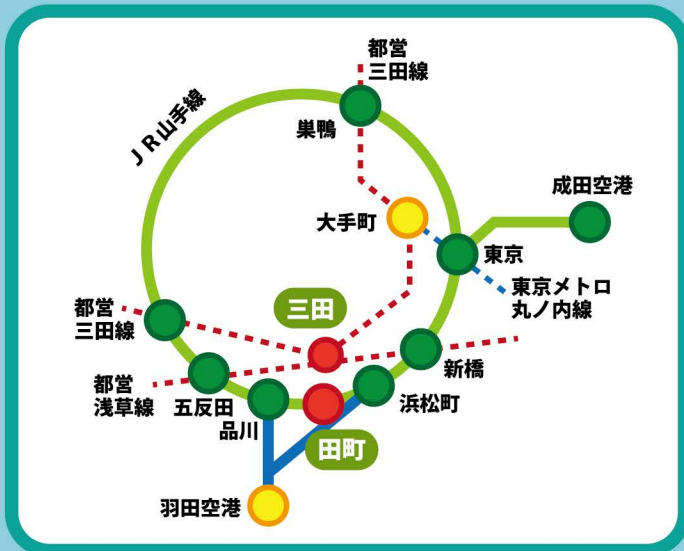 都営
三田線
JR山手線
巣鴨
成田空港
大手町
東京
東京メトロ
丸ノ内線
三田
都営
三田線
新橋
都営
浅草線
五反田
浜松町
品川
田町
羽田空港